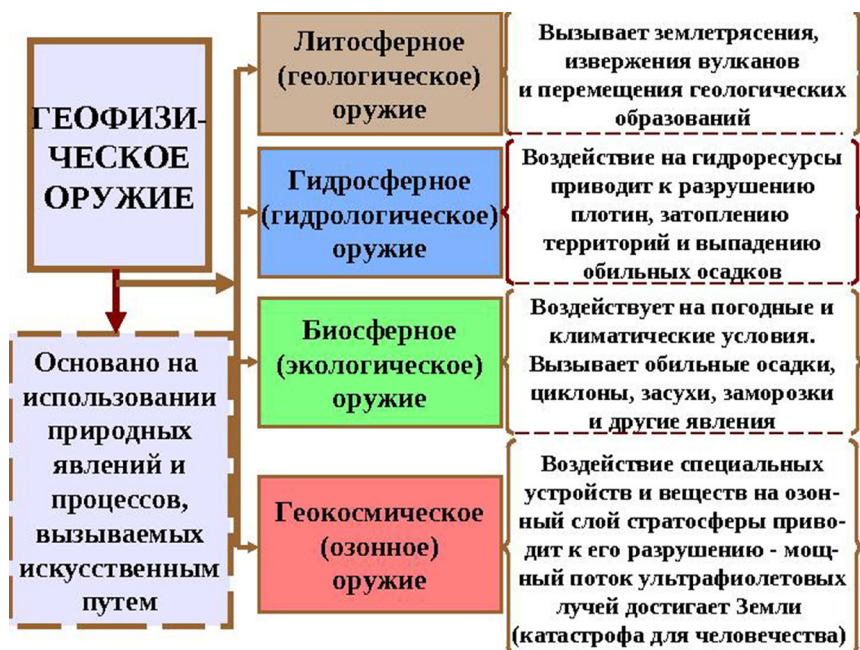 ГЕОФИЗИ-
ЧЕСКОЕ
ОРУЖИЕ
Основано на
использовании
природных
явлений и
процессов,
вызываемых
искусственным
путем
Литосферное
(геологическое)
оружие
Вызывает землетрясения,
извержения вулканов
и перемещения геологических
образований
Гидросферное
(гидрологическое)
оружие
Воздействие на гидроресурсы
приводит к разрушению
плотин, затоплению
территорий и выпадению
обильных осадков
Биосферное
(экологическое)
оружие
Воздействует на погодные и
климатические условия.
Вызывает обильные осадки,
циклоны, засухи, заморозки
и другие явления
Геокосмическое
(озонное)
оружие
Воздействие специальных
устройств и веществ на озон-
ный слой стратосферы приво-
дит к его разрушению - мощ-
ный поток ультрафиолетовых
лучей достигает Земли
(катастрофа для человечества)